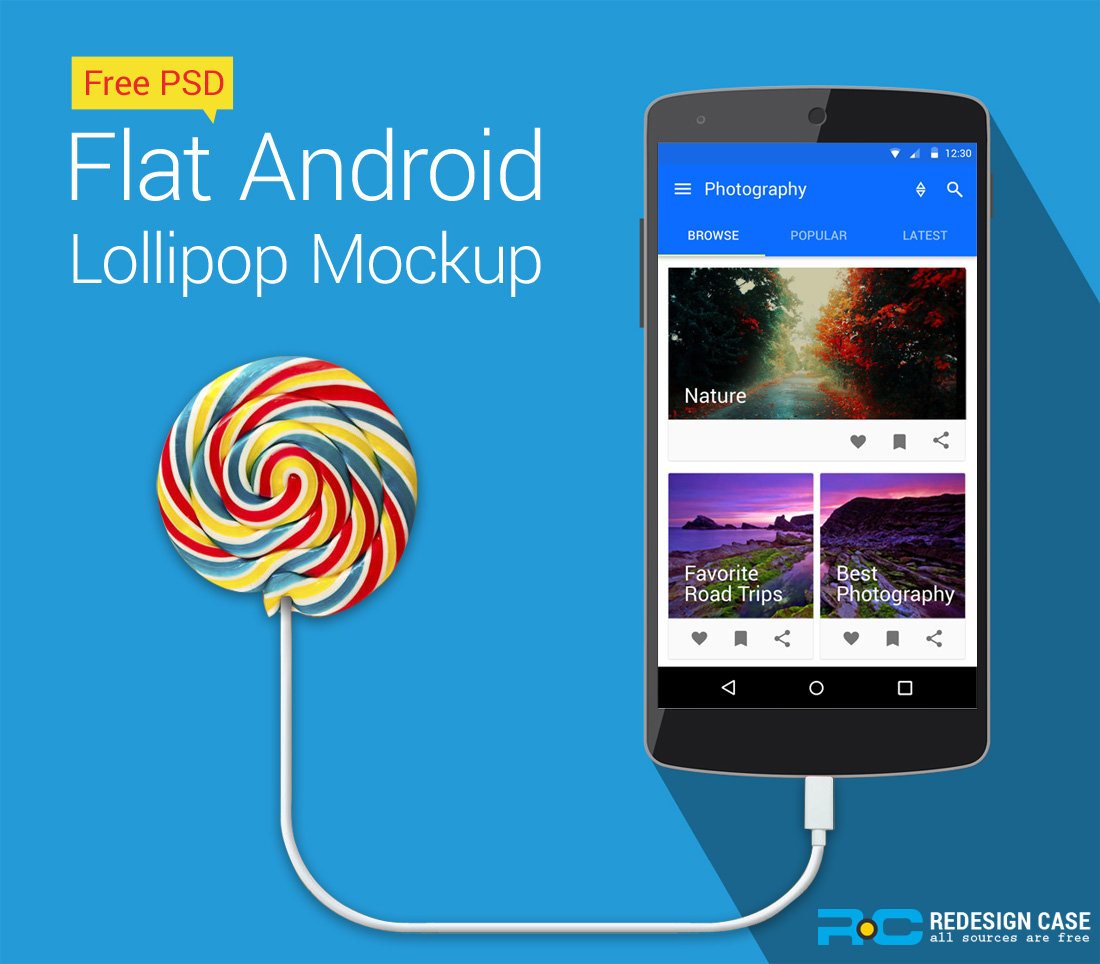 Free PSD
Flat Android
Lollipop Mockup
12:30
Photography
BROWSE POPULAR LATEST
Nature
Favorite
Road Trips
Best
Photography
RC REDESIGN CASE
all sources are free